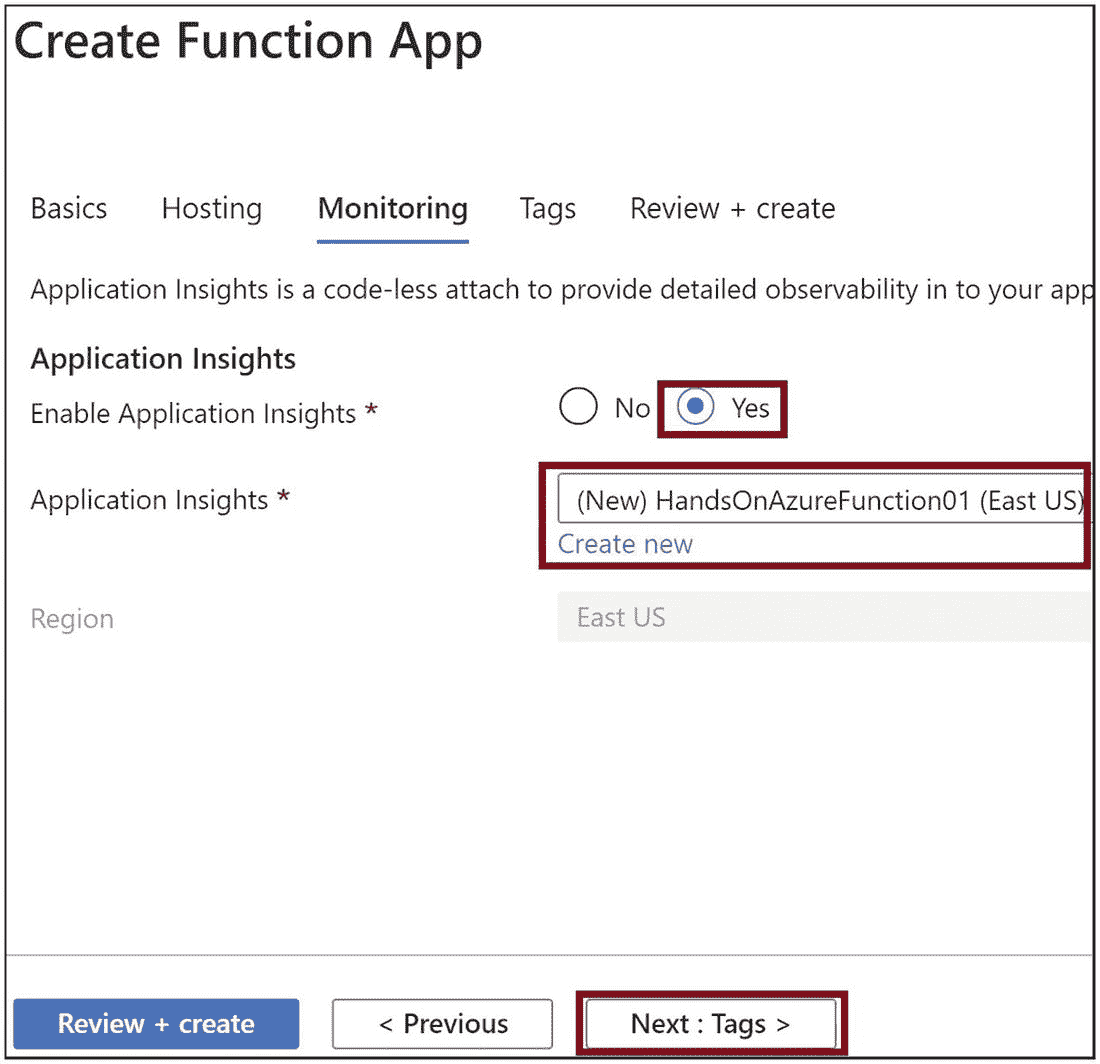 Create Function App
Basics Hosting Monitoring Tags Review + create
Application Insights is a code-less attach to provide detailed observability in to your app
Application Insights
Enable Application Insights * No Yes
Application Insights * (New) HandsOnAzureFunction01 (East US)
Create new
Region East US
Review + create < Previous Next : Tags >